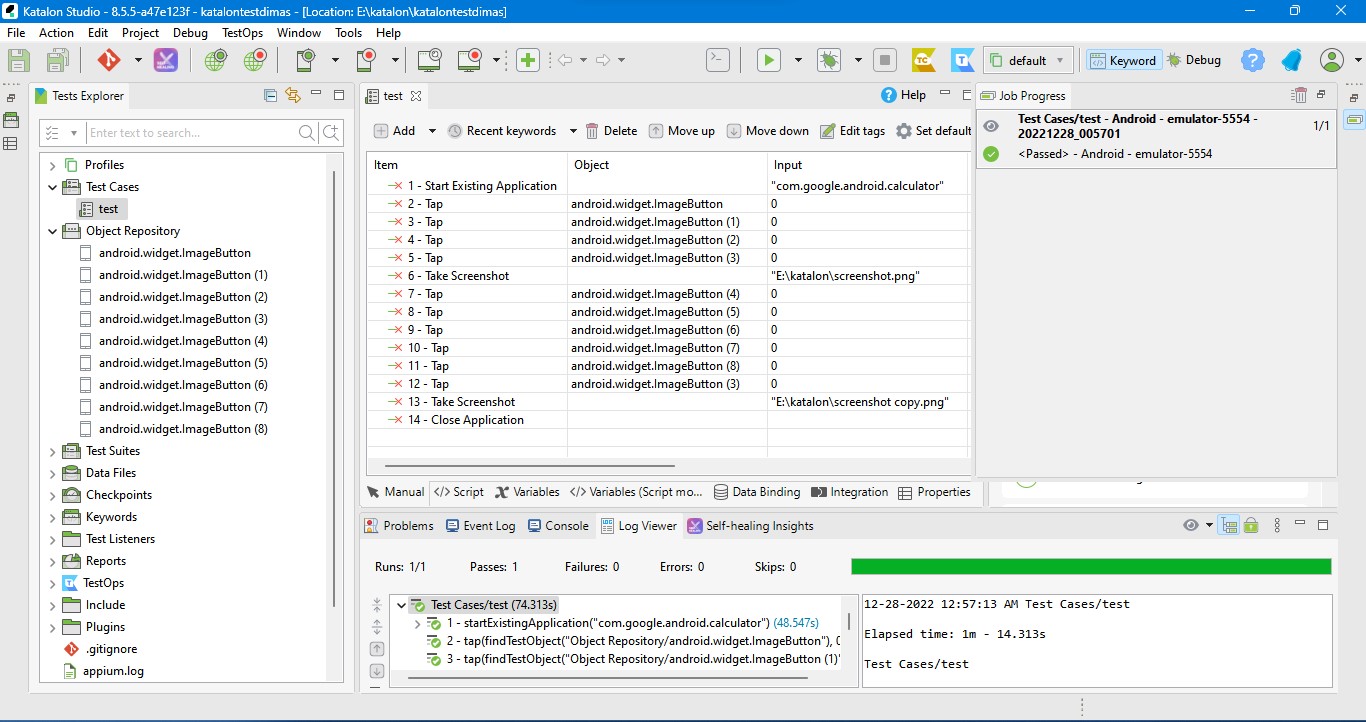 Katalon Studio - 8.5.5-a47e123f - katalontestdimas - [Location: E:\katalon\katalontestdimas]
File Action Edit Project Debug TestOps Window Tools Help
default Keyword Debug
Tests Explorer
Enter text to search...
Profiles
Test Cases
test
Object Repository
android.widget.ImageButton
android.widget.ImageButton (1)
android.widget.ImageButton (2)
android.widget.ImageButton (3)
android.widget.ImageButton (4)
android.widget.ImageButton (5)
android.widget.ImageButton (6)
android.widget.ImageButton (7)
android.widget.ImageButton (8)
Test Suites
Data Files
Checkpoints
Keywords
Test Listeners
Reports
TestOps
Include
Plugins
.gitignore
appium.log
test Help
Add Recent keywords Delete Move up Move down Edit tags Set default
Item Object Input
1 - Start Existing Application "com.google.android.calculator"
2 - Tap android.widget.ImageButton 0
3 - Tap android.widget.ImageButton (1) 0
4 - Tap android.widget.ImageButton (2) 0
5 - Tap android.widget.ImageButton (3) 0
6 - Take Screenshot "E:\katalon\screenshot.png"
7 - Tap android.widget.ImageButton (4) 0
8 - Tap android.widget.ImageButton (5) 0
9 - Tap android.widget.ImageButton (6) 0
10 - Tap android.widget.ImageButton (7) 0
11 - Tap android.widget.ImageButton (8) 0
12 - Tap android.widget.ImageButton (3) 0
13 - Take Screenshot "E:\katalon\screenshot copy.png"
14 - Close Application
Manual </> Script Variables </> Variables (Script mo... Data Binding Integration Properties
Job Progress
Test Cases/test - Android - emulator-5554 - 
20221228_005701 1/1
<Passed> - Android - emulator-5554
Problems Event Log Console Log Viewer Self-healing Insights
Runs: 1/1 Passes: 1 Failures: 0 Errors: 0 Skips: 0
Test Cases/test (74.313s)
1 - startExistingApplication("com.google.android.calculator") (48.547s)
2 - tap(findTestObject("Object Repository/android.widget.ImageButton"), 0
3 - tap(findTestObject("Object Repository/android.widget.ImageButton (1)"
12-28-2022 12:57:13 AM Test Cases/test
Elapsed time: 1m - 14.313s
Test Cases/test